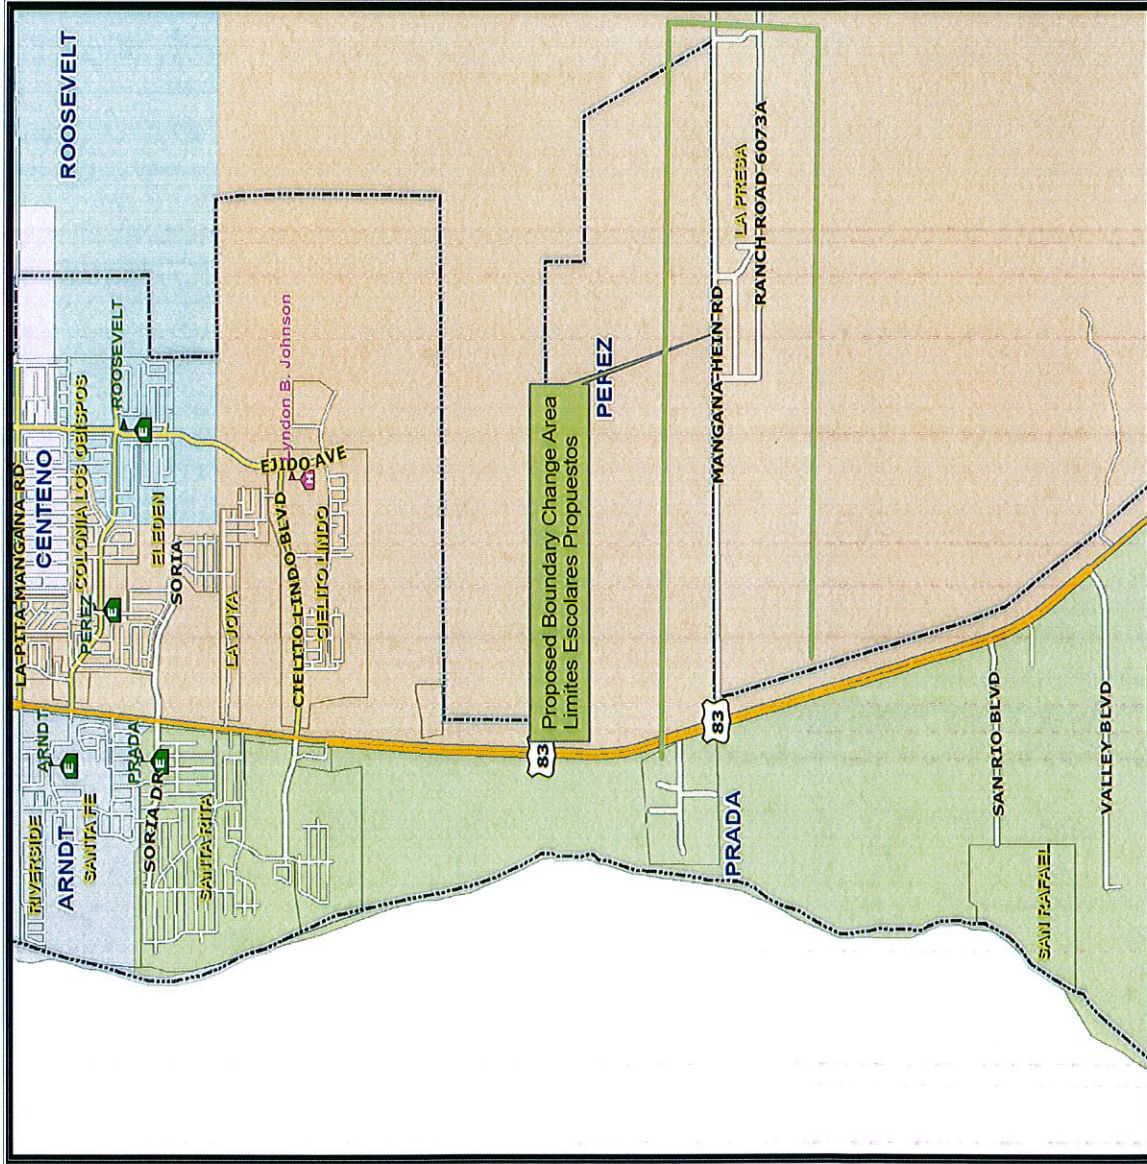 ROOSEVELT
LA-PITA-MANGANA-RD
CENTENO
COLONIA LOS OBISPOS
ROOSEVELT
E
PEREZ
E
ARNDT
E
RIVERSIDE
SANTA FE
ARNDT
ELEDEN
SORIA
PRADA
E
SORIA-DR
SANTA RITA
LA JOYA
Lyndon B. Johnson
H
EJIDO-AVE
CIELITO-LINDO-BLVD
CIELITO LINDO
83
Proposed Boundary Change Area
Limites Escolares Propuestos
PEREZ
MANGANA-HEIN-RD
LA PRESA
RANCH-ROAD-6073A
83
PRADA
SAN-RIO-BLVD
SAN RAFAEL
VALLEY-BLVD